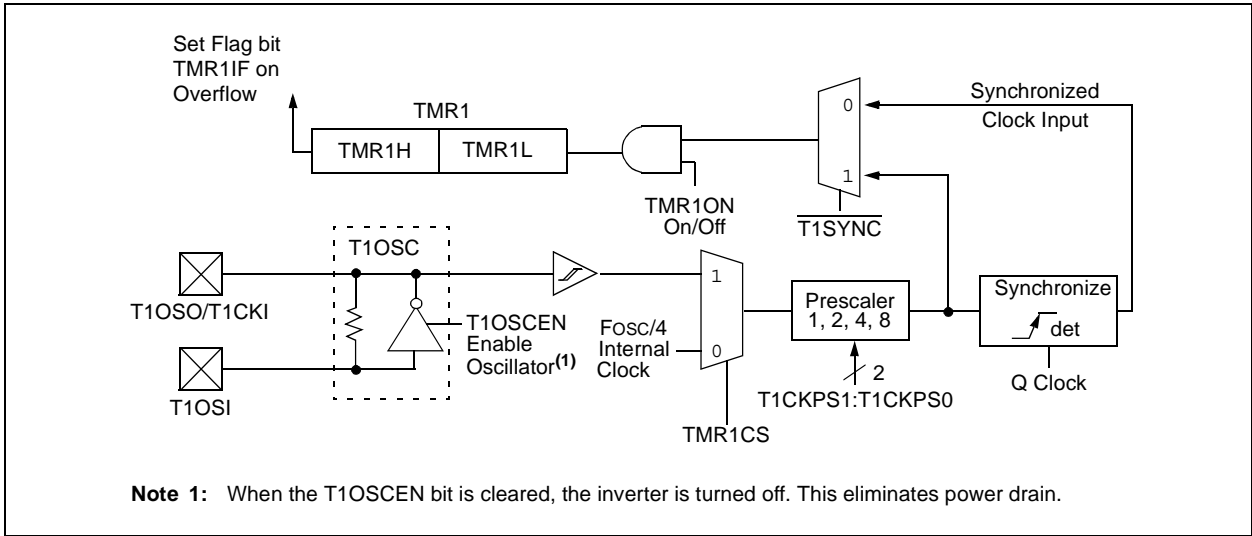 Set Flag bit
TMR1IF on
Overflow
TMR1
TMR1H
TMR1L
TMR1ON
On/Off
0
1
T1SYNC
Synchronized
Clock Input
T1OSC
T1OSO/T1CKI
T1OSI
T1OSCEN
Enable
Oscillator(1)
FOSC/4
Internal
Clock
1
0
TMR1CS
Prescaler
1, 2, 4, 8
2
T1CKPS1:T1CKPS0
Synchronize
det
Q Clock
Note 1: When the T1OSCEN bit is cleared, the inverter is turned off. This eliminates power drain.